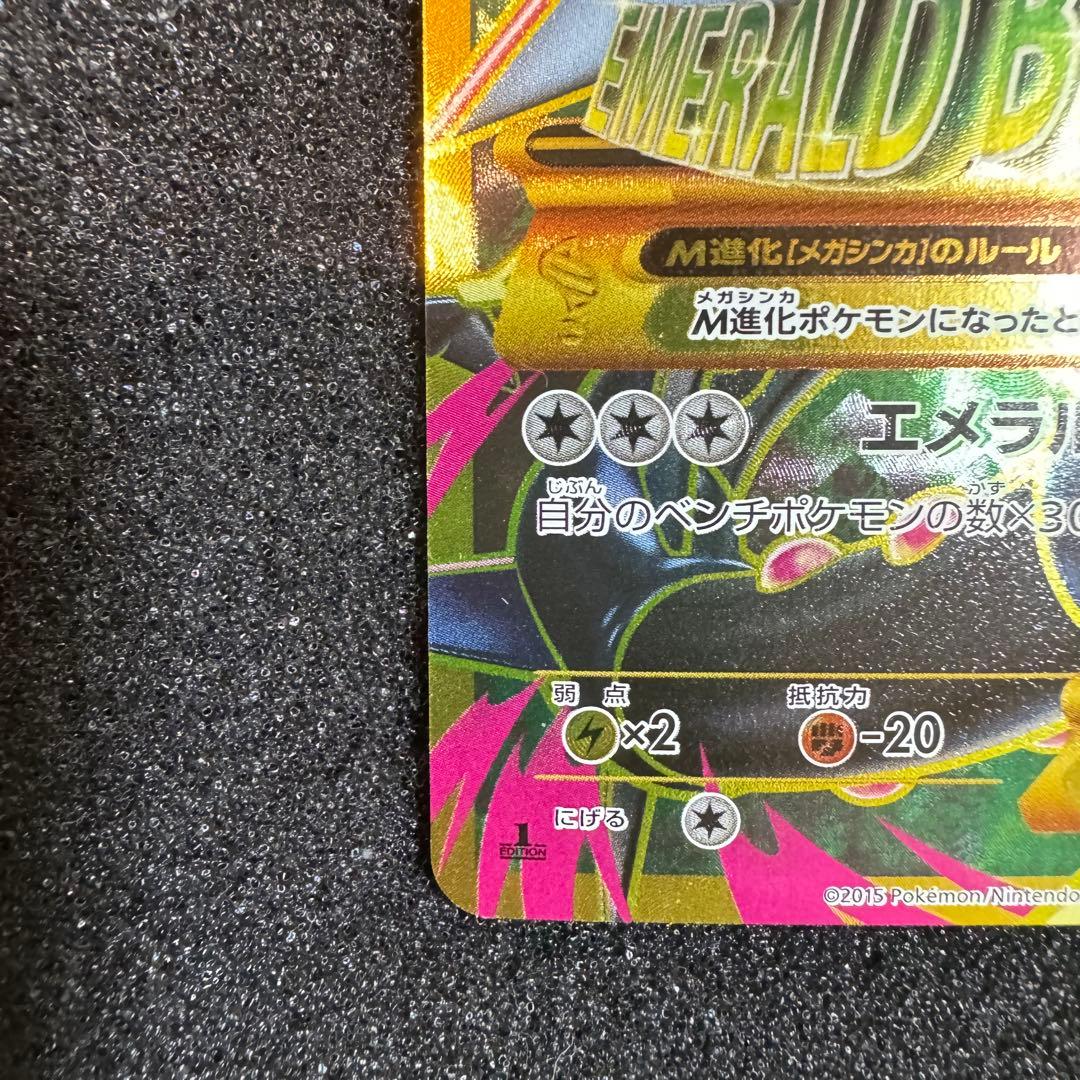 EMERALD B
M進化[メガシンカ]のルール
メガシンカ
M進化ポケモンになったと
エメラル
じぶん かず
自分のベンチポケモンの数×30
弱点 抵抗力
×2 -20
にげる
1
EDITION
©2015 Pokémon/Nintendo